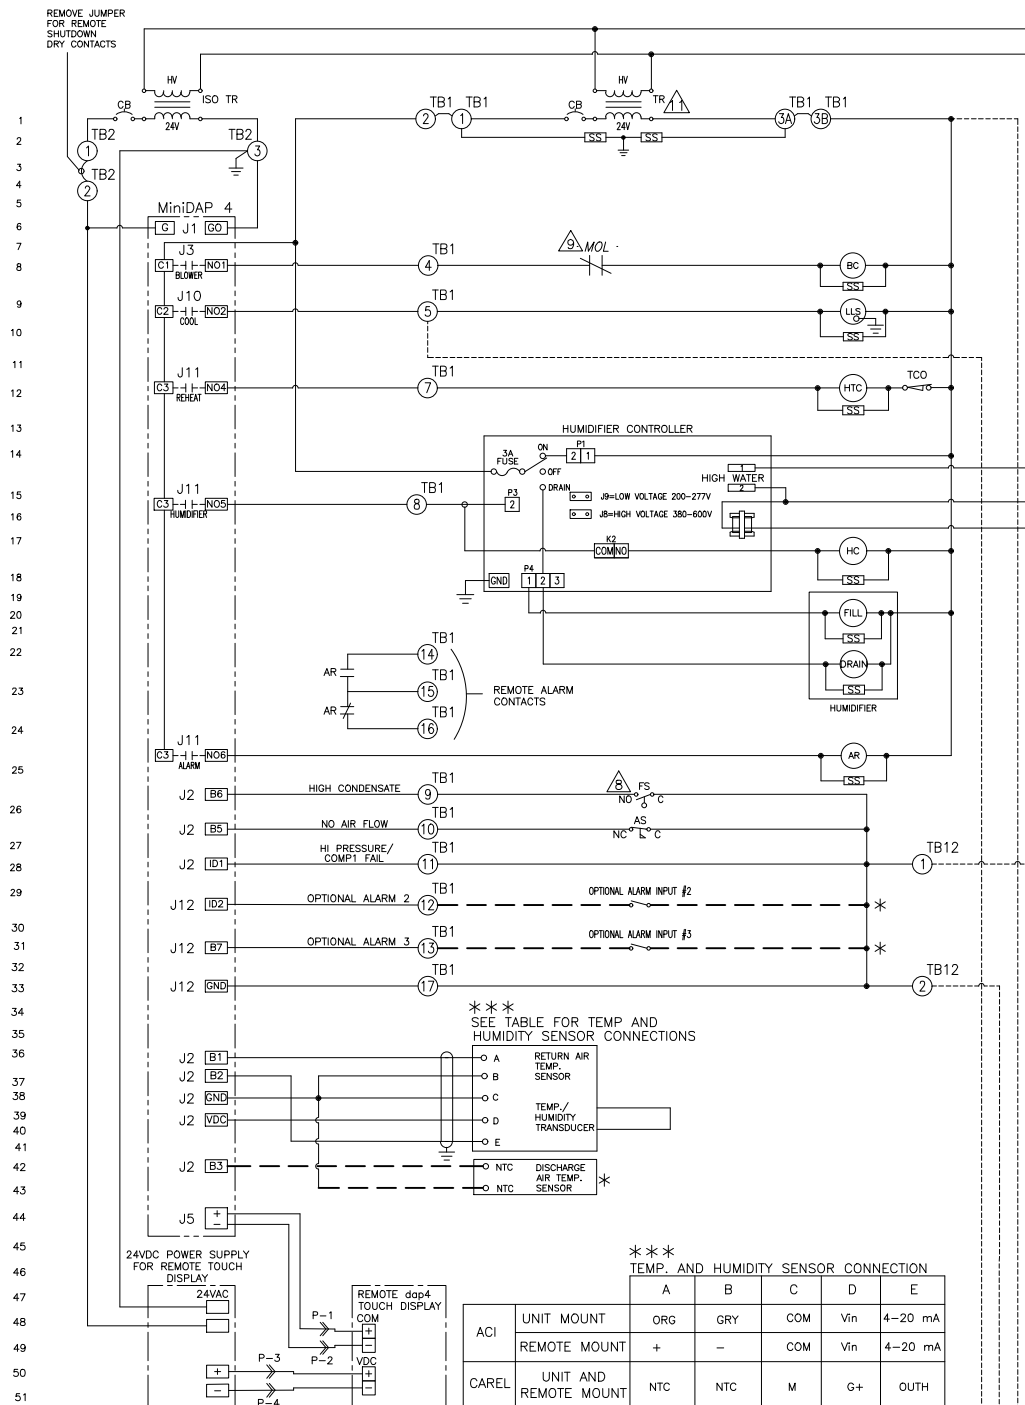 REMOVE JUMPER
FOR REMOTE
SHUTDOWN
DRY CONTACTS
HV
ISO TR
CB
24V
HV
TR
11
CB
24V
1
TB2
TB2
TB1 TB1
2 1
TB1 TB1
3A 3B
2
1
3
SS
SS
3
TB2
4
2
5
MiniDAP 4
6
G J1 GO
7
J3
9
MOL
TB1
8
C1 NO1
BLOWER
4
BC
SS
9
J10
TB1
C2 NO2
COOL
5
LLS
SS
10
11
J11
TB1
TCO
12
C3 NO4
REHEAT
7
HTC
SS
13
HUMIDIFIER CONTROLLER
14
3A
FUSE
ON
P1
2 1
OFF
HIGH WATER
1
2
DRAIN
15
J11
TB1
C3 NO5
HUMIDIFIER
8
P3
2
J9=LOW VOLTAGE 200-277V
16
J8=HIGH VOLTAGE 380-600V
17
K2
COM NO
HC
SS
18
GND
P4
1 2 3
19
20
FILL
21
SS
22
TB1
14
AR
DRAIN
SS
HUMIDIFIER
23
TB1
15
REMOTE ALARM
CONTACTS
AR
24
TB1
16
J11
C3 NO6
ALARM
AR
SS
25
TB1
J2 B6
HIGH CONDENSATE
9
8
FS
NO C
26
TB1
J2 B5
NO AIR FLOW
10
AS
NC C
27
HI PRESSURE/
COMP1 FAIL
TB1
TB12
28
J2 ID1
11
1
29
TB1
J12 ID2
OPTIONAL ALARM 2
12
OPTIONAL ALARM INPUT #2
*
30
TB1
31
J12 B7
OPTIONAL ALARM 3
13
OPTIONAL ALARM INPUT #3
*
32
TB1
TB12
33
J12 GND
17
2
34
***
SEE TABLE FOR TEMP AND
HUMIDITY SENSOR CONNECTIONS
35
36
J2 B1
A
RETURN AIR
TEMP.
SENSOR
37
J2 B2
B
38
J2 GND
C
39
J2 VDC
D
TEMP./
HUMIDITY
TRANSDUCER
40
41
E
42
J2 B3
NTC
DISCHARGE
AIR TEMP.
SENSOR
*
43
NTC
44
J5
+
−
45
24VDC POWER SUPPLY
FOR REMOTE TOUCH
DISPLAY
46
47
24VAC
REMOTE dap4
TOUCH DISPLAY
48
P-1
COM
+
49
P-2
−
50
+
P-3
VDC
+
51
−
P-4
−
***
TEMP. AND HUMIDITY SENSOR CONNECTION
A B C D E
ACI UNIT MOUNT ORG GRY COM Vin 4-20 mA
REMOTE MOUNT + − COM Vin 4-20 mA
CAREL UNIT AND
REMOTE MOUNT NTC NTC M G+ OUTH